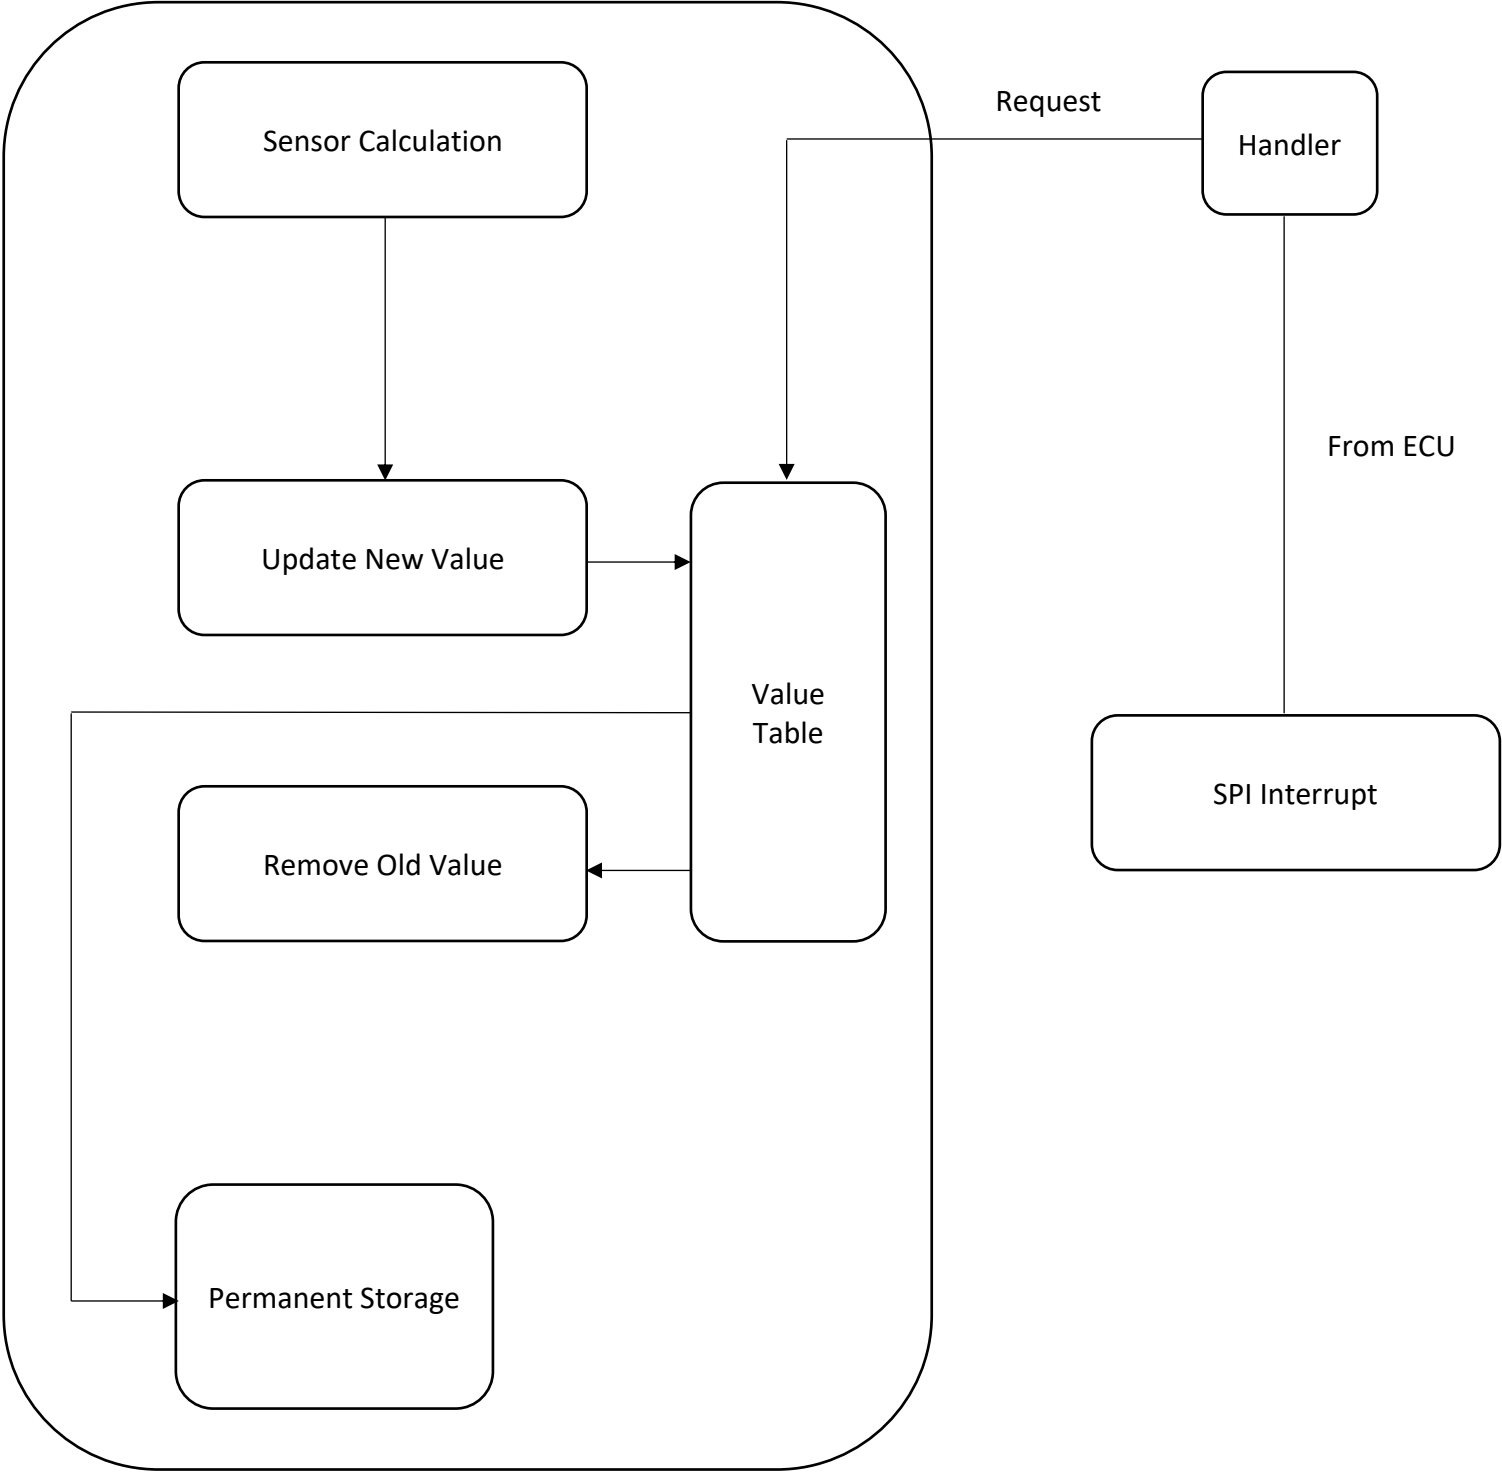 Sensor Calculation
Request
Handler
From ECU
Update New Value
Value
Table
Remove Old Value
SPI Interrupt
Permanent Storage